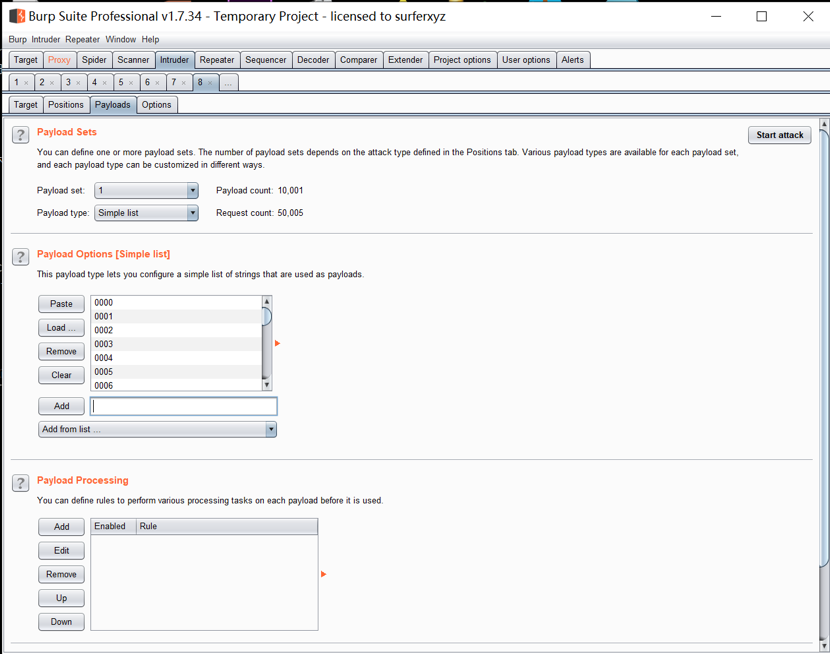 Burp Suite Professional v1.7.34 - Temporary Project - licensed to surferxyz
Burp Intruder Repeater Window Help
Target Proxy Spider Scanner Intruder Repeater Sequencer Decoder Comparer Extender Project options User options Alerts
1 × 2 × 3 × 4 × 5 × 6 × 7 × 8 × ...
Target Positions Payloads Options
? Payload Sets Start attack
You can define one or more payload sets. The number of payload sets depends on the attack type defined in the Positions tab. Various payload types are available for each payload set,
and each payload type can be customized in different ways.
Payload set: 1 Payload count: 10,001
Payload type: Simple list Request count: 50,005
? Payload Options [Simple list]
This payload type lets you configure a simple list of strings that are used as payloads.
Paste
Load ...
Remove
Clear
0000
0001
0002
0003
0004
0005
0006
Add
Add from list ...
? Payload Processing
You can define rules to perform various processing tasks on each payload before it is used.
Add
Edit
Remove
Up
Down
Enabled Rule